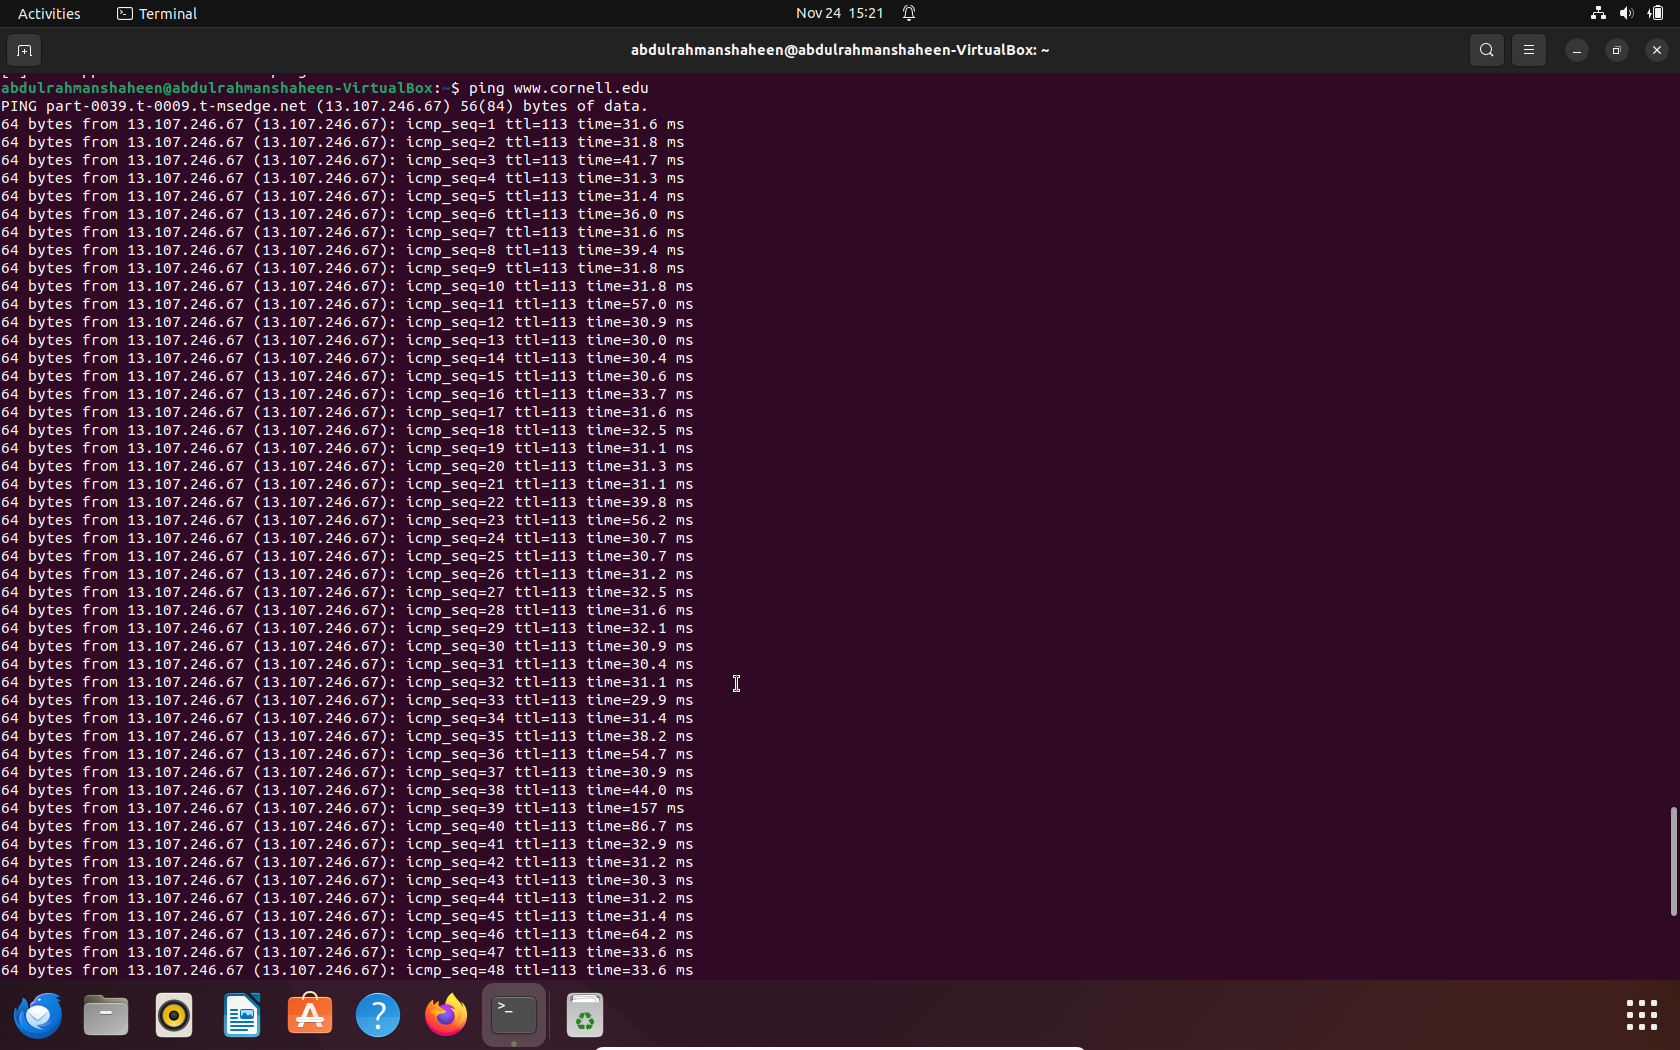 Activities
Terminal
Nov 24 15:21
abdulrahmanshaheen@abdulrahmanshaheen-VirtualBox: ~
abdulrahmanshaheen@abdulrahmanshaheen-VirtualBox:~$ ping www.cornell.edu
PING part-0039.t-0009.t-msedge.net (13.107.246.67) 56(84) bytes of data.
64 bytes from 13.107.246.67 (13.107.246.67): icmp_seq=1 ttl=113 time=31.6 ms
64 bytes from 13.107.246.67 (13.107.246.67): icmp_seq=2 ttl=113 time=31.8 ms
64 bytes from 13.107.246.67 (13.107.246.67): icmp_seq=3 ttl=113 time=41.7 ms
64 bytes from 13.107.246.67 (13.107.246.67): icmp_seq=4 ttl=113 time=31.3 ms
64 bytes from 13.107.246.67 (13.107.246.67): icmp_seq=5 ttl=113 time=31.4 ms
64 bytes from 13.107.246.67 (13.107.246.67): icmp_seq=6 ttl=113 time=36.0 ms
64 bytes from 13.107.246.67 (13.107.246.67): icmp_seq=7 ttl=113 time=31.6 ms
64 bytes from 13.107.246.67 (13.107.246.67): icmp_seq=8 ttl=113 time=39.4 ms
64 bytes from 13.107.246.67 (13.107.246.67): icmp_seq=9 ttl=113 time=31.8 ms
64 bytes from 13.107.246.67 (13.107.246.67): icmp_seq=10 ttl=113 time=31.8 ms
64 bytes from 13.107.246.67 (13.107.246.67): icmp_seq=11 ttl=113 time=57.0 ms
64 bytes from 13.107.246.67 (13.107.246.67): icmp_seq=12 ttl=113 time=30.9 ms
64 bytes from 13.107.246.67 (13.107.246.67): icmp_seq=13 ttl=113 time=30.0 ms
64 bytes from 13.107.246.67 (13.107.246.67): icmp_seq=14 ttl=113 time=30.4 ms
64 bytes from 13.107.246.67 (13.107.246.67): icmp_seq=15 ttl=113 time=30.6 ms
64 bytes from 13.107.246.67 (13.107.246.67): icmp_seq=16 ttl=113 time=33.7 ms
64 bytes from 13.107.246.67 (13.107.246.67): icmp_seq=17 ttl=113 time=31.6 ms
64 bytes from 13.107.246.67 (13.107.246.67): icmp_seq=18 ttl=113 time=32.5 ms
64 bytes from 13.107.246.67 (13.107.246.67): icmp_seq=19 ttl=113 time=31.1 ms
64 bytes from 13.107.246.67 (13.107.246.67): icmp_seq=20 ttl=113 time=31.3 ms
64 bytes from 13.107.246.67 (13.107.246.67): icmp_seq=21 ttl=113 time=31.1 ms
64 bytes from 13.107.246.67 (13.107.246.67): icmp_seq=22 ttl=113 time=39.8 ms
64 bytes from 13.107.246.67 (13.107.246.67): icmp_seq=23 ttl=113 time=56.2 ms
64 bytes from 13.107.246.67 (13.107.246.67): icmp_seq=24 ttl=113 time=30.7 ms
64 bytes from 13.107.246.67 (13.107.246.67): icmp_seq=25 ttl=113 time=30.7 ms
64 bytes from 13.107.246.67 (13.107.246.67): icmp_seq=26 ttl=113 time=31.2 ms
64 bytes from 13.107.246.67 (13.107.246.67): icmp_seq=27 ttl=113 time=32.5 ms
64 bytes from 13.107.246.67 (13.107.246.67): icmp_seq=28 ttl=113 time=31.6 ms
64 bytes from 13.107.246.67 (13.107.246.67): icmp_seq=29 ttl=113 time=32.1 ms
64 bytes from 13.107.246.67 (13.107.246.67): icmp_seq=30 ttl=113 time=30.9 ms
64 bytes from 13.107.246.67 (13.107.246.67): icmp_seq=31 ttl=113 time=30.4 ms
64 bytes from 13.107.246.67 (13.107.246.67): icmp_seq=32 ttl=113 time=31.1 ms
64 bytes from 13.107.246.67 (13.107.246.67): icmp_seq=33 ttl=113 time=29.9 ms
64 bytes from 13.107.246.67 (13.107.246.67): icmp_seq=34 ttl=113 time=31.4 ms
64 bytes from 13.107.246.67 (13.107.246.67): icmp_seq=35 ttl=113 time=38.2 ms
64 bytes from 13.107.246.67 (13.107.246.67): icmp_seq=36 ttl=113 time=54.7 ms
64 bytes from 13.107.246.67 (13.107.246.67): icmp_seq=37 ttl=113 time=30.9 ms
64 bytes from 13.107.246.67 (13.107.246.67): icmp_seq=38 ttl=113 time=44.0 ms
64 bytes from 13.107.246.67 (13.107.246.67): icmp_seq=39 ttl=113 time=157 ms
64 bytes from 13.107.246.67 (13.107.246.67): icmp_seq=40 ttl=113 time=86.7 ms
64 bytes from 13.107.246.67 (13.107.246.67): icmp_seq=41 ttl=113 time=32.9 ms
64 bytes from 13.107.246.67 (13.107.246.67): icmp_seq=42 ttl=113 time=31.2 ms
64 bytes from 13.107.246.67 (13.107.246.67): icmp_seq=43 ttl=113 time=30.3 ms
64 bytes from 13.107.246.67 (13.107.246.67): icmp_seq=44 ttl=113 time=31.2 ms
64 bytes from 13.107.246.67 (13.107.246.67): icmp_seq=45 ttl=113 time=31.4 ms
64 bytes from 13.107.246.67 (13.107.246.67): icmp_seq=46 ttl=113 time=64.2 ms
64 bytes from 13.107.246.67 (13.107.246.67): icmp_seq=47 ttl=113 time=33.6 ms
64 bytes from 13.107.246.67 (13.107.246.67): icmp_seq=48 ttl=113 time=33.6 ms